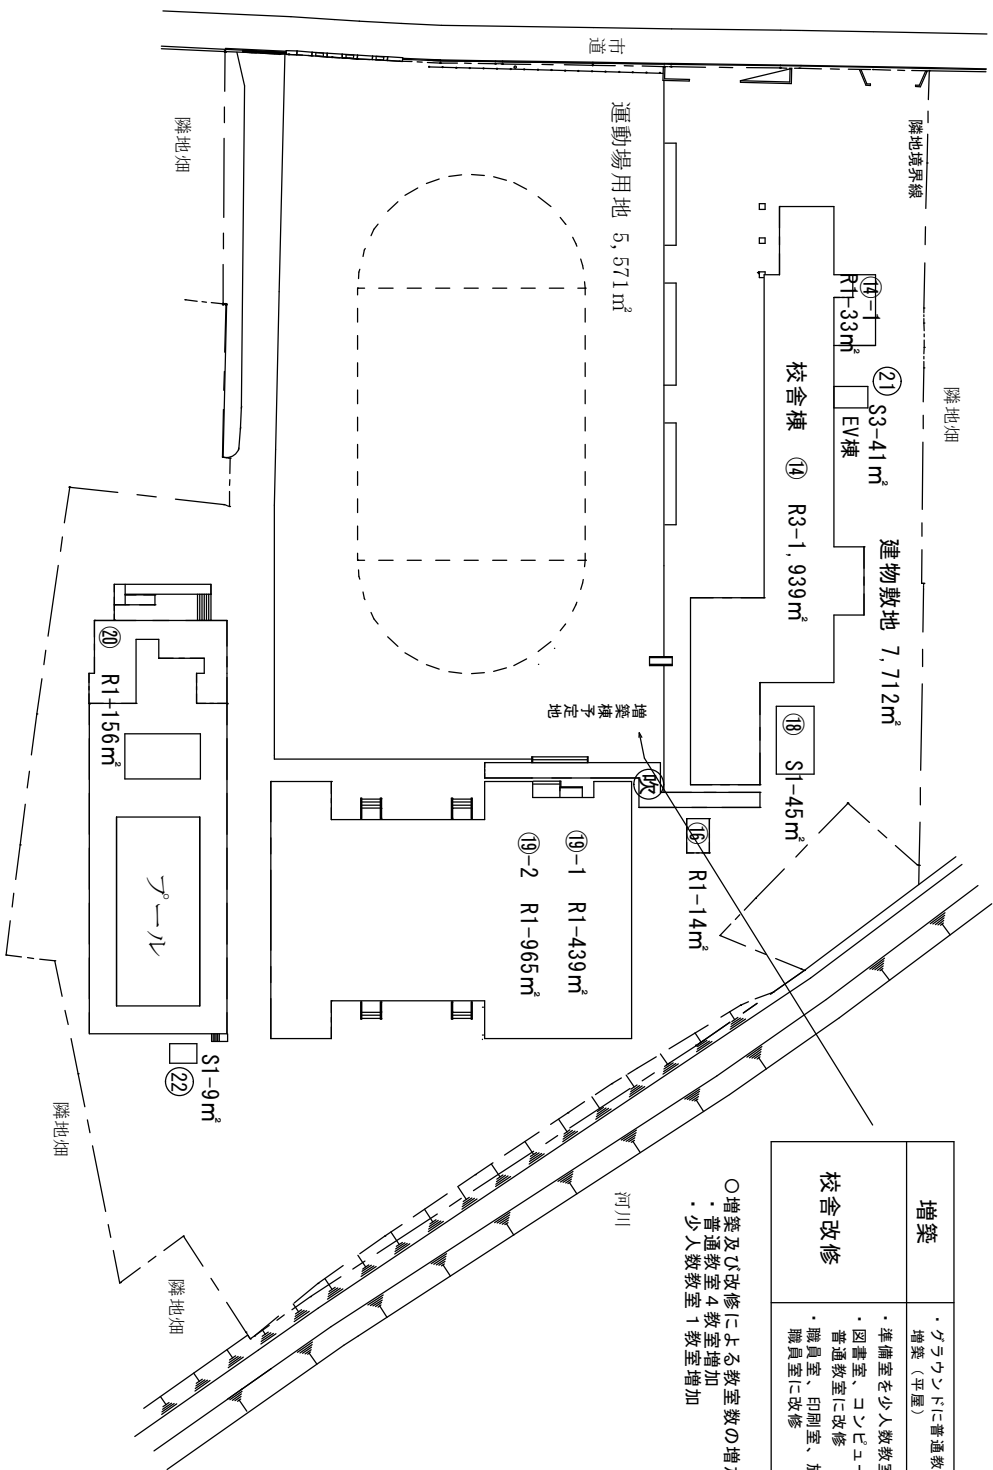 市道
隣地畑
運動場用地 5,571㎡
隣地境界線
隣地畑
⑭-1
R1-33㎡
㉑ S3-41㎡
EV棟
校舎棟 ⑭ R3-1,939㎡
建物敷地 7,712㎡
⑱ S1-45㎡
増築棟予定地
吹
⑯ R1-14㎡
⑲-1 R1-439㎡
⑲-2 R1-965㎡
⑳ R1-156㎡
プール
S1-9㎡
㉒
隣地畑
隣地畑
河川
増築
・グラウンドに普通教
増築（平屋）
校舎改修
・準備室を少人数教室
・図書室、コンピュー
普通教室に改修
・職員室、印刷室、
職員室に改修
○増築及び改修による教室数の増
・普通教室４教室増加
・少人数教室１教室増加